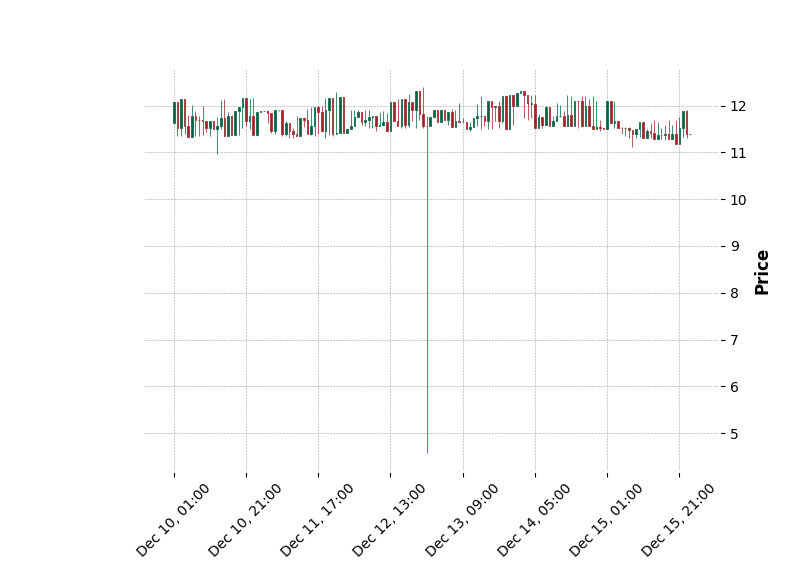 12
11
10
9
8
7
6
5
Price
Dec 10, 01:00
Dec 10, 21:00
Dec 11, 17:00
Dec 12, 13:00
Dec 13, 09:00
Dec 14, 05:00
Dec 15, 01:00
Dec 15, 21:00